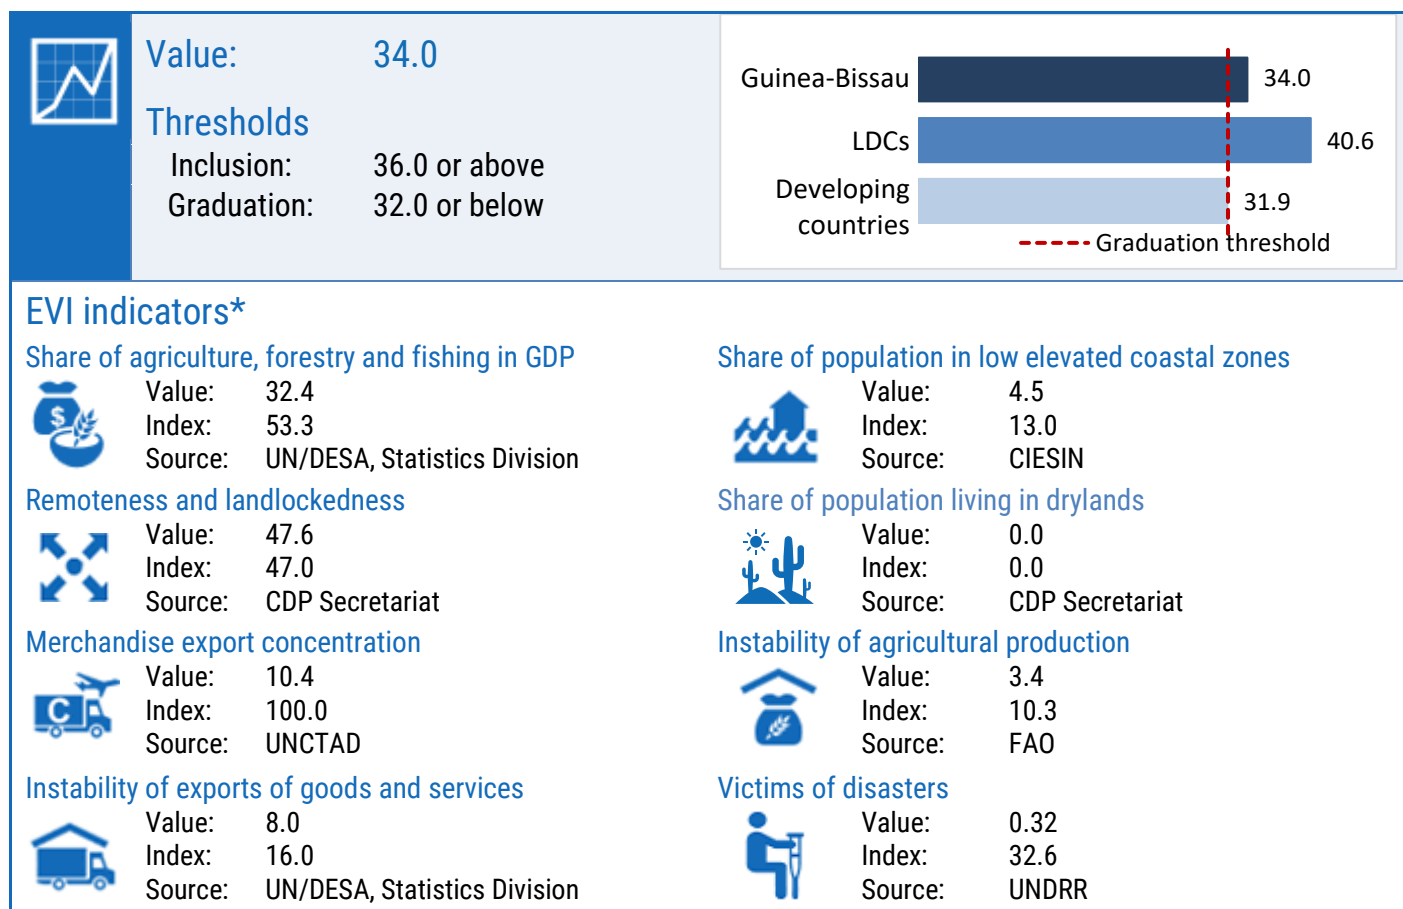 Value: 34.0
Thresholds
Inclusion: 36.0 or above
Graduation: 32.0 or below
Guinea-Bissau 34.0
LDCs 40.6
Developing
countries 31.9
Graduation threshold
EVI indicators*
Share of agriculture, forestry and fishing in GDP
Value: 32.4
Index: 53.3
Source: UN/DESA, Statistics Division
Share of population in low elevated coastal zones
Value: 4.5
Index: 13.0
Source: CIESIN
Remoteness and landlockedness
Value: 47.6
Index: 47.0
Source: CDP Secretariat
Share of population living in drylands
Value: 0.0
Index: 0.0
Source: CDP Secretariat
Merchandise export concentration
C
Value: 10.4
Index: 100.0
Source: UNCTAD
Instability of agricultural production
Value: 3.4
Index: 10.3
Source: FAO
Instability of exports of goods and services
Value: 8.0
Index: 16.0
Source: UN/DESA, Statistics Division
Victims of disasters
Value: 0.32
Index: 32.6
Source: UNDRR